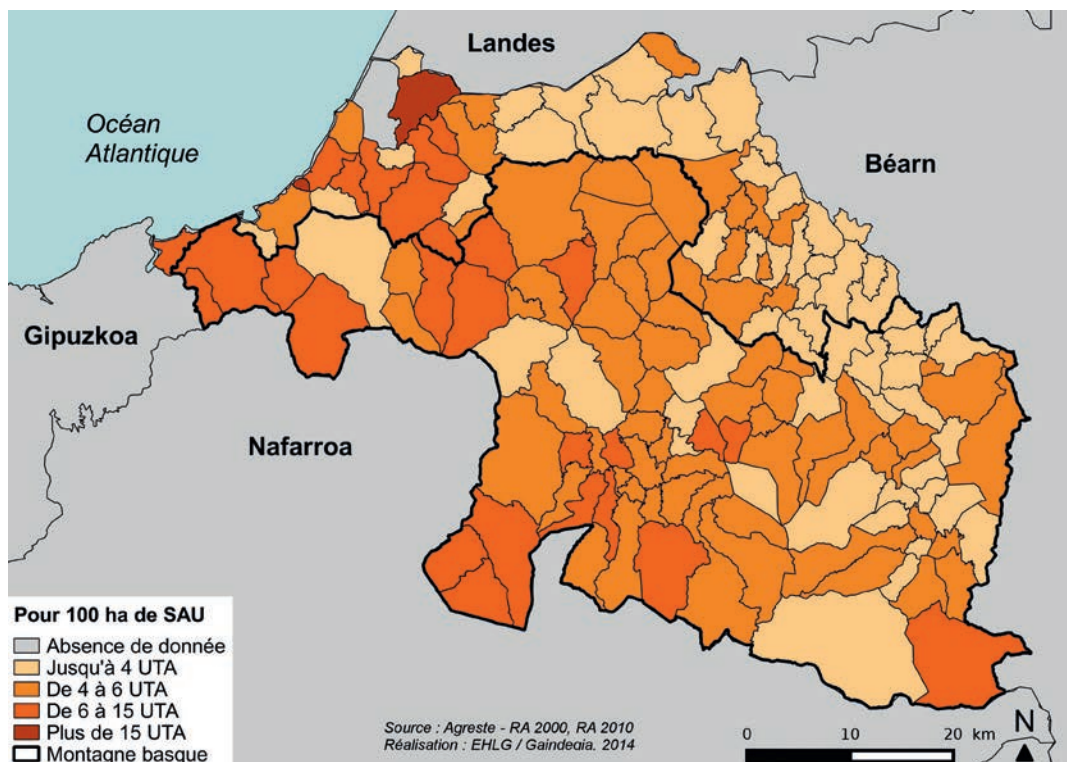 Landes
Océan
Atlantique
Béarn
Gipuzkoa
Nafarroa
Pour 100 ha de SAU
Absence de donnée
Jusqu'à 4 UTA
De 4 à 6 UTA
De 6 à 15 UTA
Plus de 15 UTA
Montagne basque
Source : Agreste - RA 2000, RA 2010
Réalisation : EHLG / Gaindegia. 2014
0 10 20 km
N